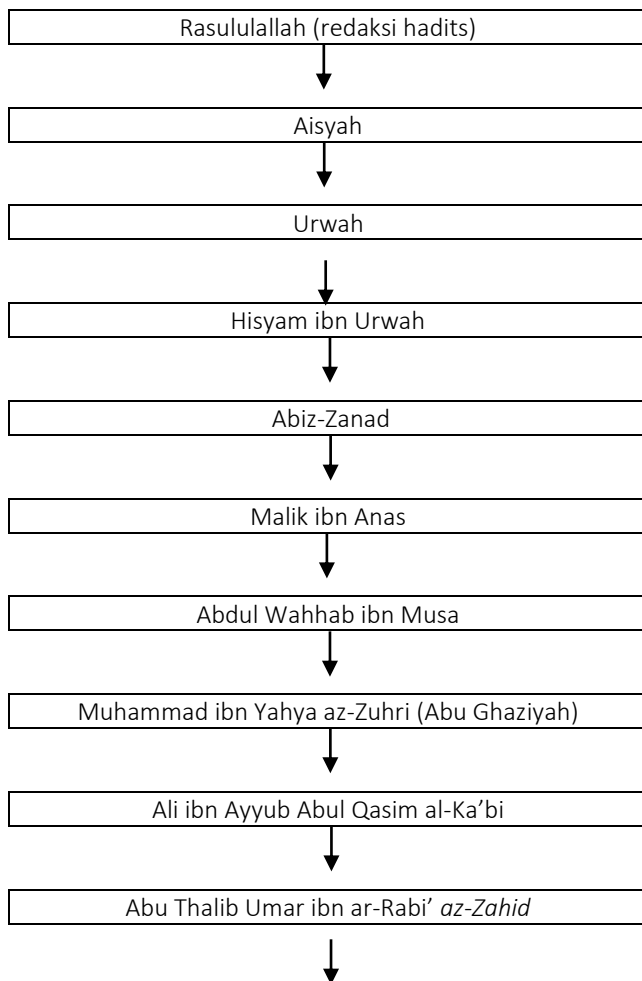 Rasululallah (redaksi hadits)
Aisyah
Urwah
Hisyam ibn Urwah
Abiz-Zanad
Malik ibn Anas
Abdul Wahhab ibn Musa
Muhammad ibn Yahya az-Zuhri (Abu Ghaziyah)
Ali ibn Ayyub Abul Qasim al-Ka’bi
Abu Thalib Umar ibn ar-Rabi’ az-Zahid